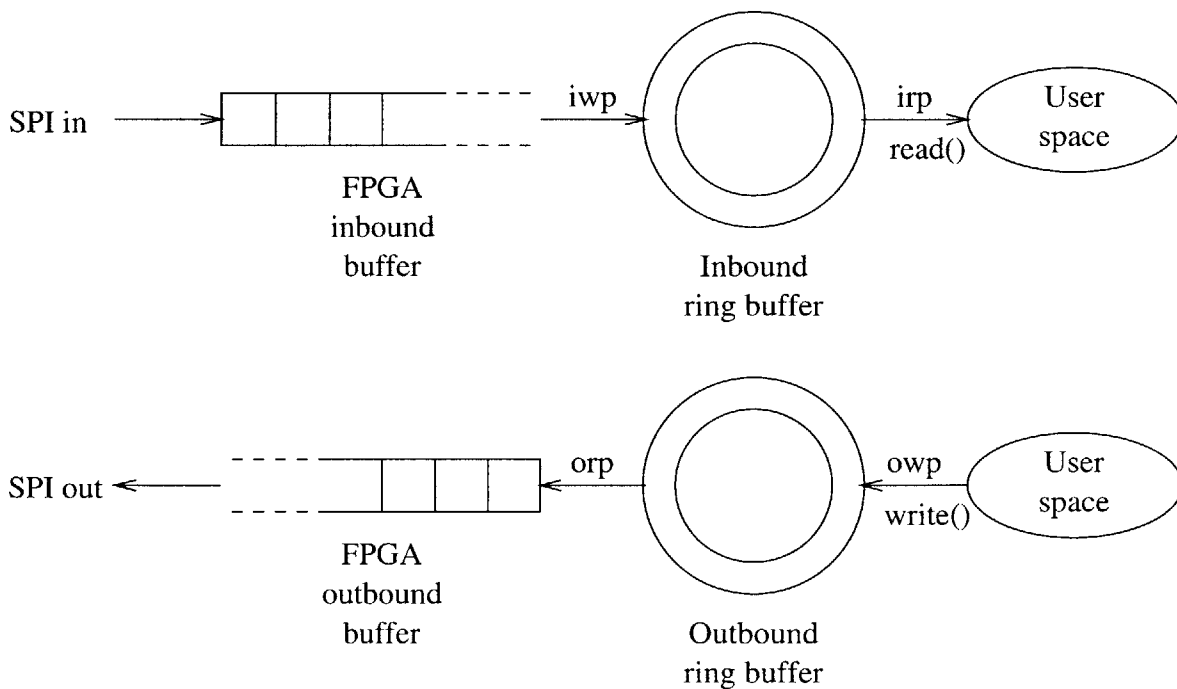 SPI in
FPGA
inbound
buffer
iwp
Inbound
ring buffer
irp
read()
User
space
SPI out
FPGA
outbound
buffer
orp
Outbound
ring buffer
owp
write()
User
space